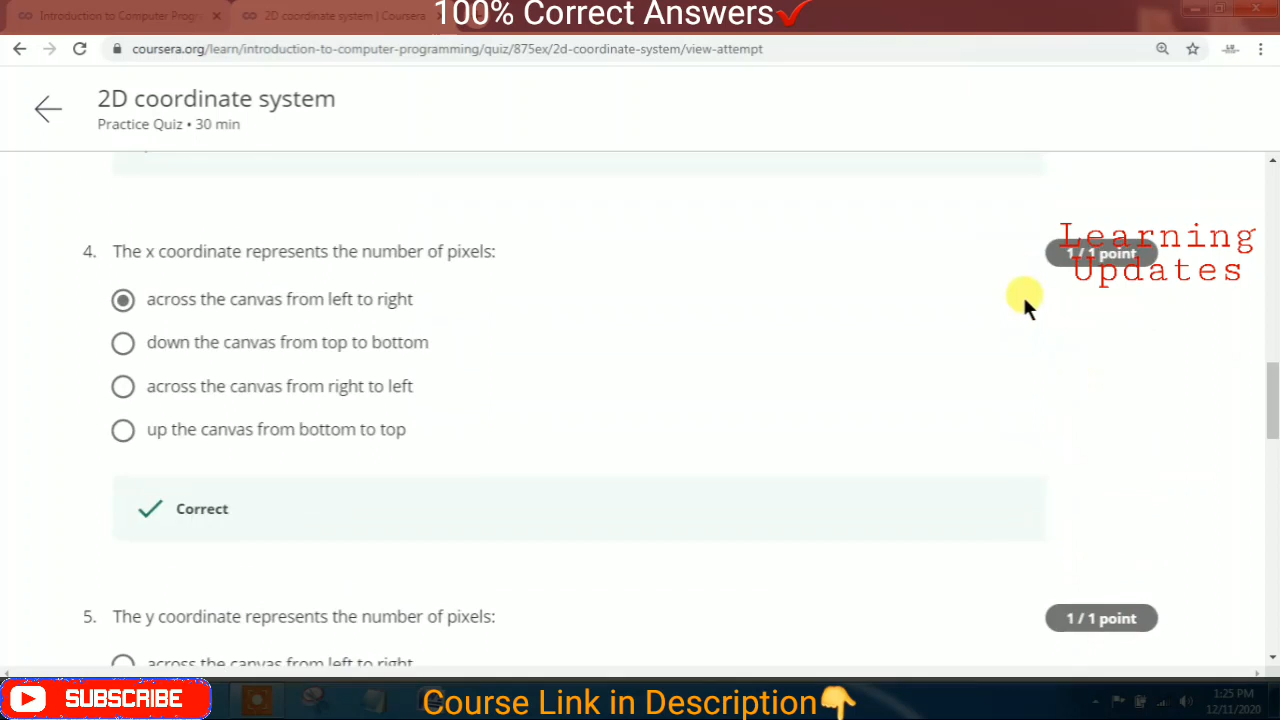 100% Correct Answers✔
Introduction to Computer Progr
2D coordinate system | Coursera
coursera.org/learn/introduction-to-computer-programming/quiz/875ex/2d-coordinate-system/view-attempt
2D coordinate system
Practice Quiz • 30 min
Learning
Updates
4. The x coordinate represents the number of pixels:
1 / 1 point
across the canvas from left to right
down the canvas from top to bottom
across the canvas from right to left
up the canvas from bottom to top
Correct
5. The y coordinate represents the number of pixels:
1 / 1 point
across the canvas from left to right
SUBSCRIBE
Course Link in Description👇
1:25 PM
12/11/2020